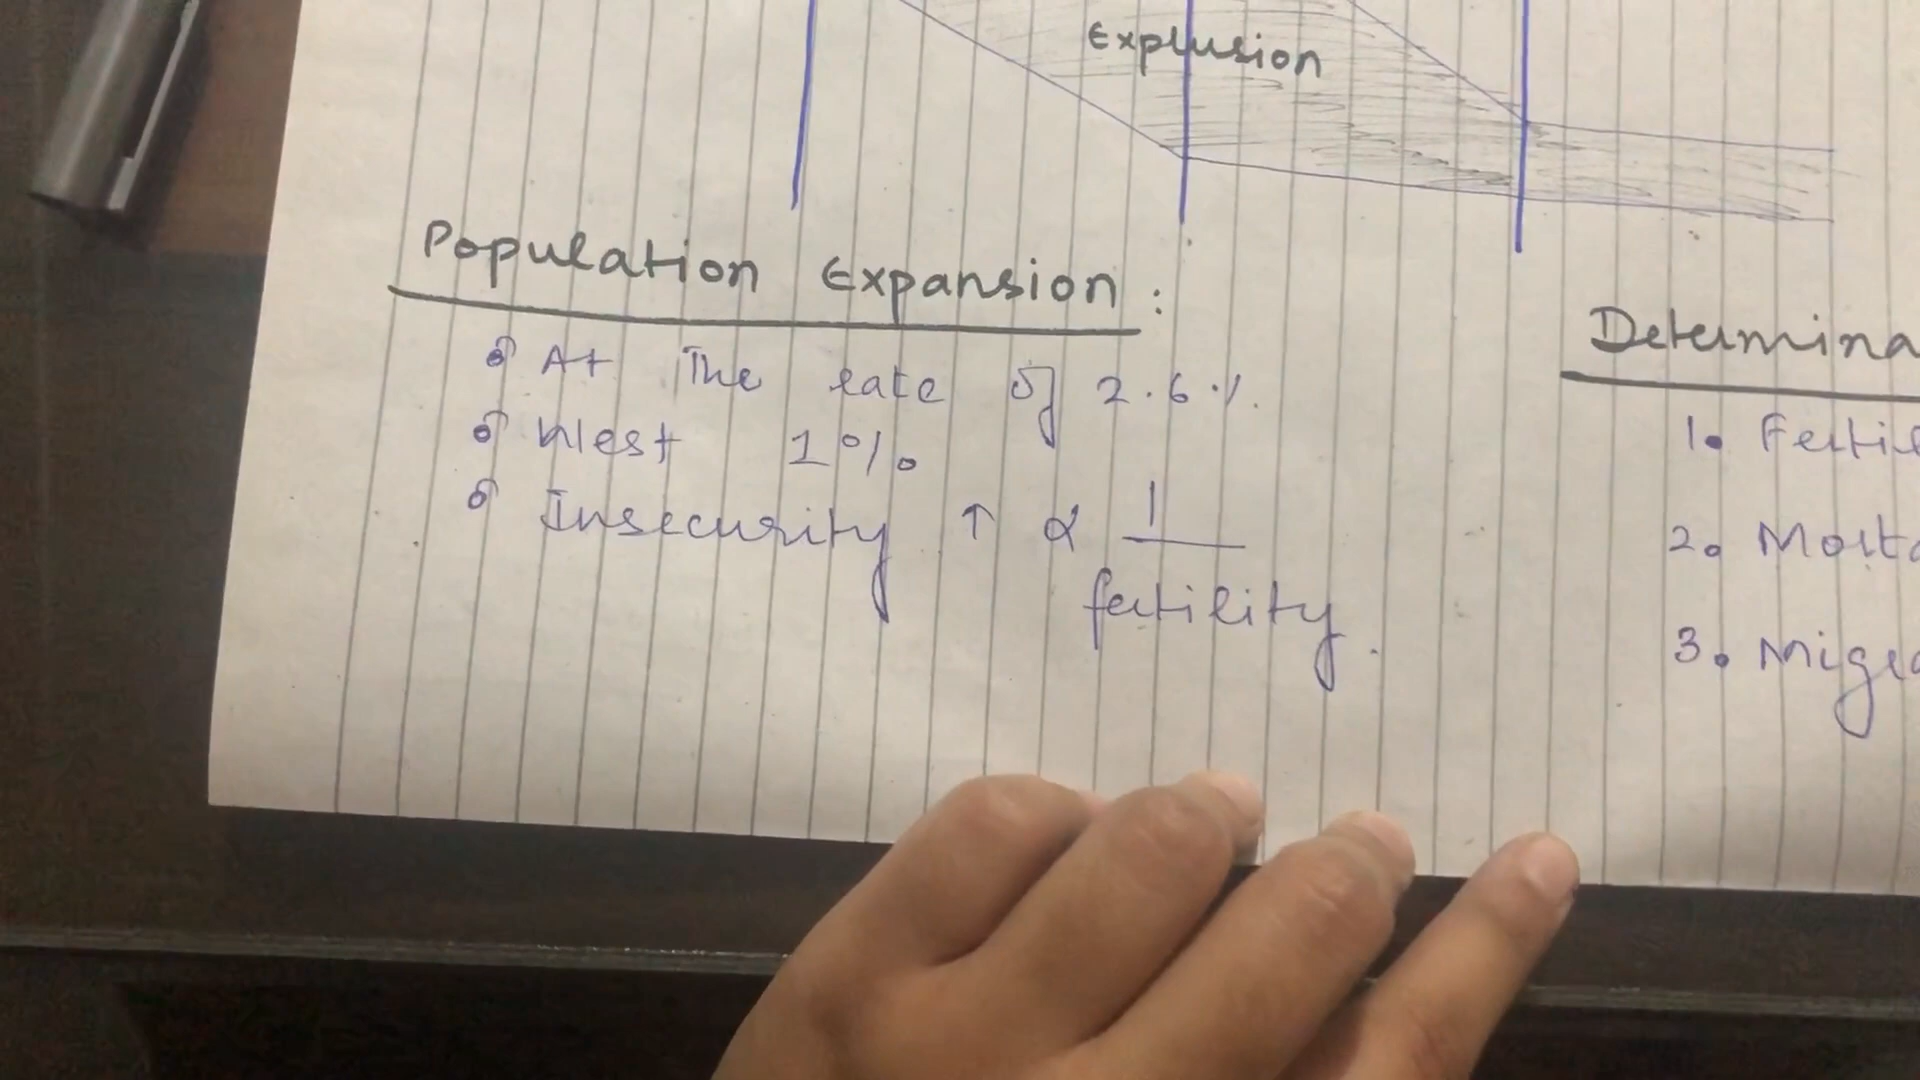 Explusion
Population Expansion:
At The rate of 2.6%.
West 1%
Insecurity ↑ ∝ 1
fertility.
Determina
1. Fertil
2. Morta
3. Migra